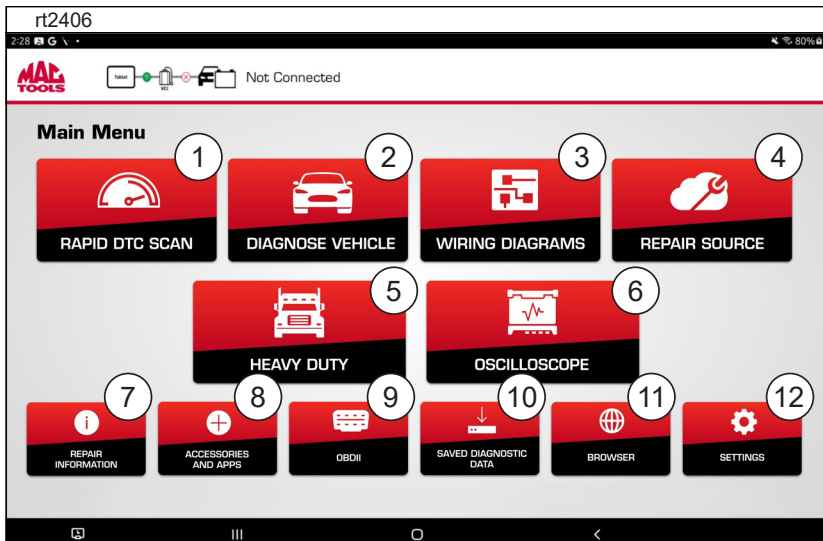 rt2406
2:28 G
80%
MAC
TOOLS
Tablet
VCI
Not Connected
Main Menu
1
2
3
4
RAPID DTC SCAN
DIAGNOSE VEHICLE
WIRING DIAGRAMS
REPAIR SOURCE
5
6
HEAVY DUTY
OSCILLOSCOPE
7
8
9
10
11
12
REPAIR
INFORMATION
ACCESSORIES
AND APPS
OBDII
SAVED DIAGNOSTIC
DATA
BROWSER
SETTINGS